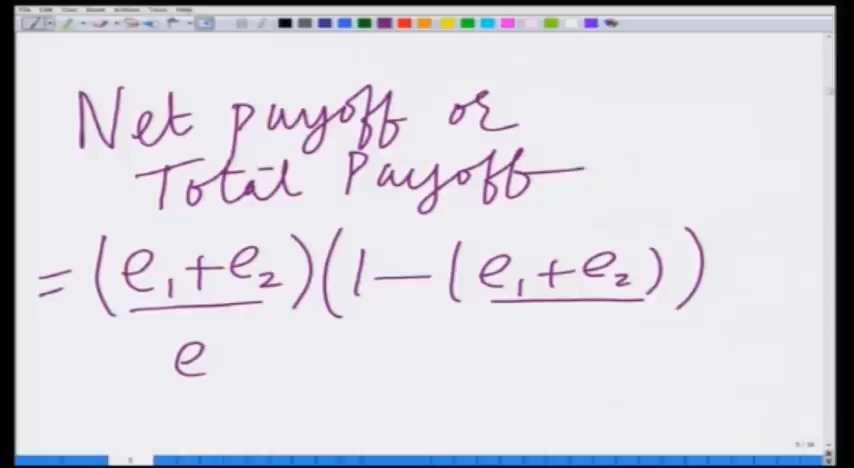 Net payoff or
Total Payoff
= (e₁+e₂)(1-(e₁+e₂))
e